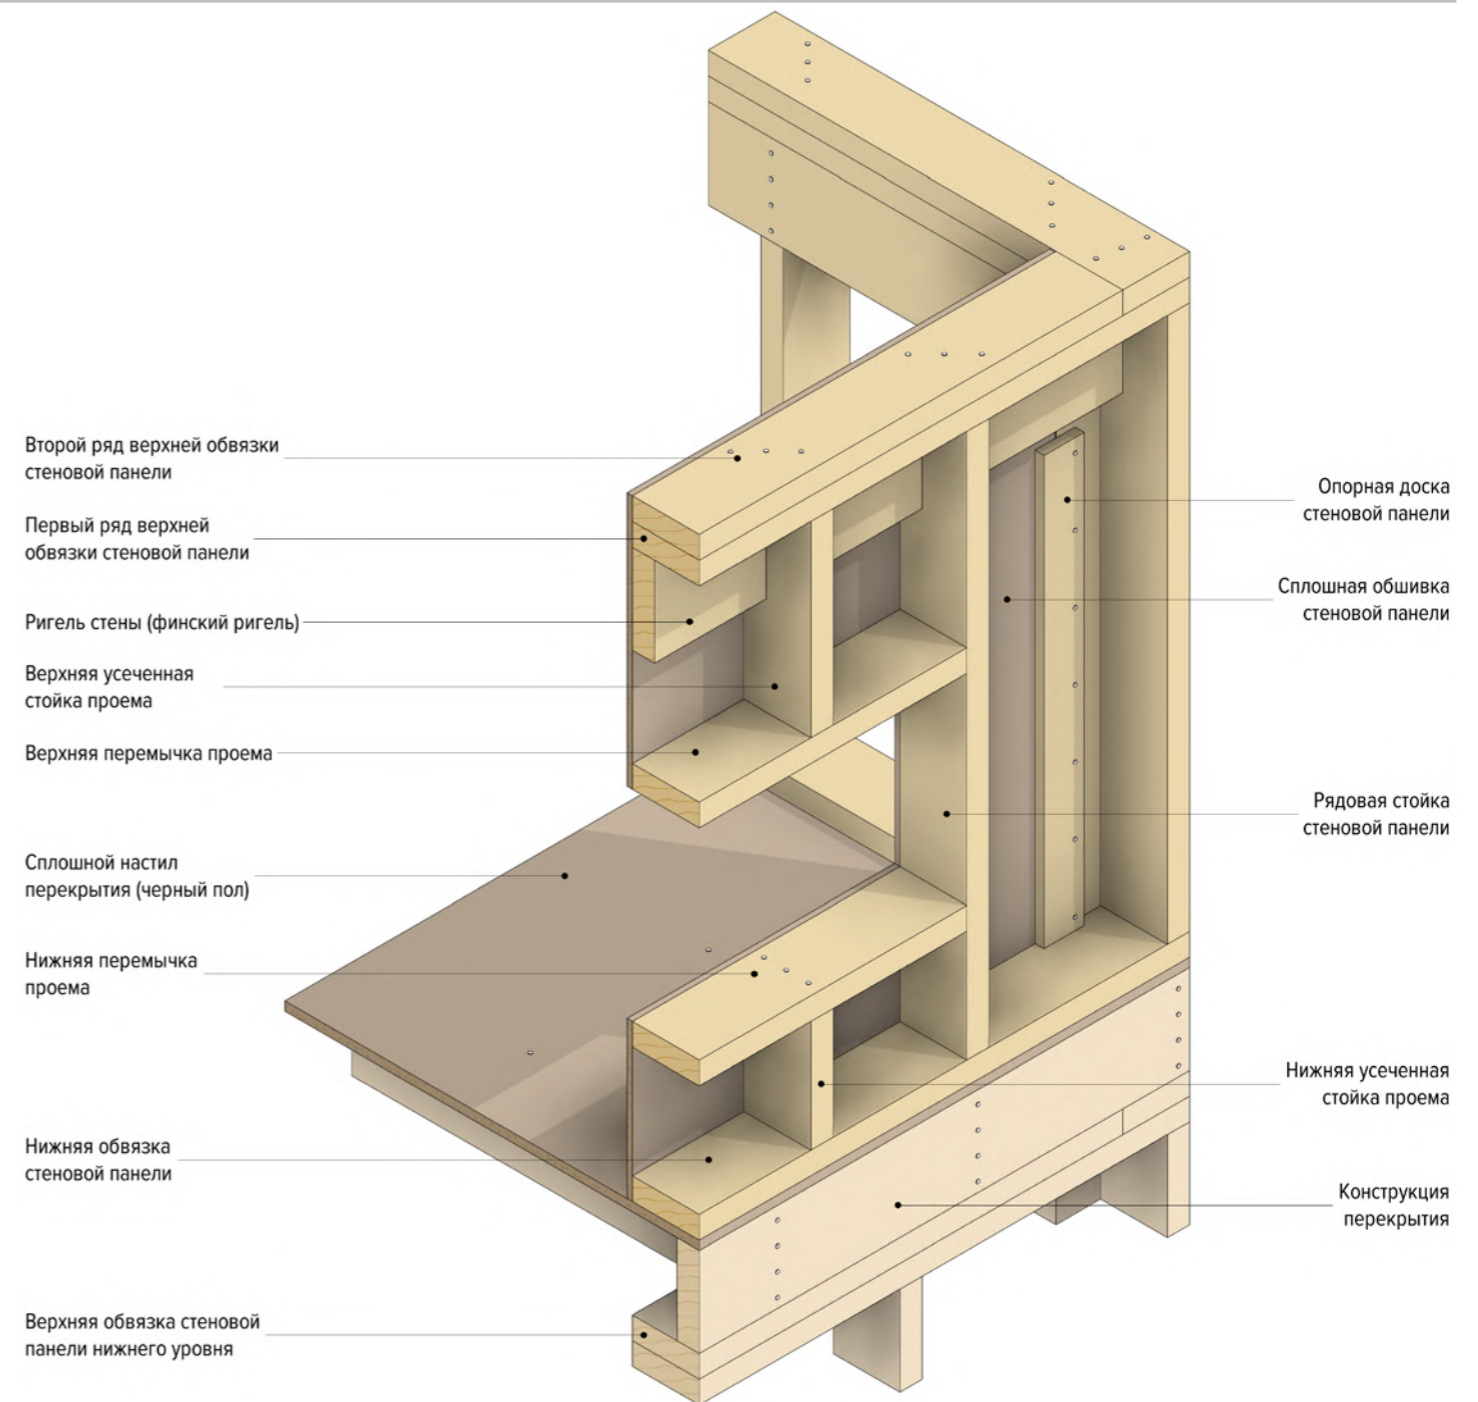 Второй ряд верхней обвязки
стеновой панели
Первый ряд верхней
обвязки стеновой панели
Ригель стены (финский ригель)
Верхняя усеченная
стойка проема
Верхняя перемычка проема
Сплошной настил
перекрытия (черный пол)
Нижняя перемычка
проема
Нижняя обвязка
стеновой панели
Верхняя обвязка стеновой
панели нижнего уровня
Опорная доска
стеновой панели
Сплошная обшивка
стеновой панели
Рядовая стойка
стеновой панели
Нижняя усеченная
стойка проема
Конструкция
перекрытия